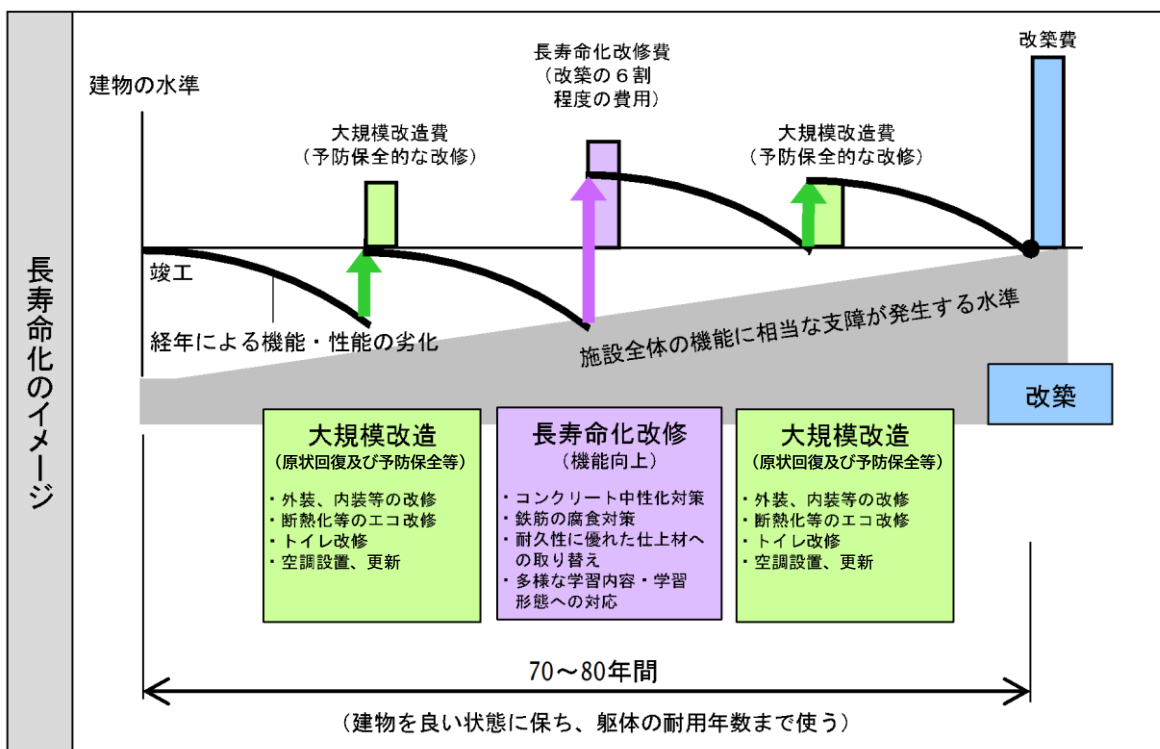 長寿命化のイメージ
建物の水準
大規模改造費
（予防保全的な改修）
長寿命化改修費
（改築の６割
程度の費用）
大規模改造費
（予防保全的な改修）
改築費
竣工
経年による機能・性能の劣化
施設全体の機能に相当な支障が発生する水準
改築
大規模改造
（原状回復及び予防保全等）
・外装、内装等の改修
・断熱化等のエコ改修
・トイレ改修
・空調設置、更新
長寿命化改修
（機能向上）
・コンクリート中性化対策
・鉄筋の腐食対策
・耐久性に優れた仕上材へ
の取り替え
・多様な学習内容・学習
形態への対応
大規模改造
（原状回復及び予防保全等）
・外装、内装等の改修
・断熱化等のエコ改修
・トイレ改修
・空調設置、更新
70～80年間
（建物を良い状態に保ち、躯体の耐用年数まで使う）